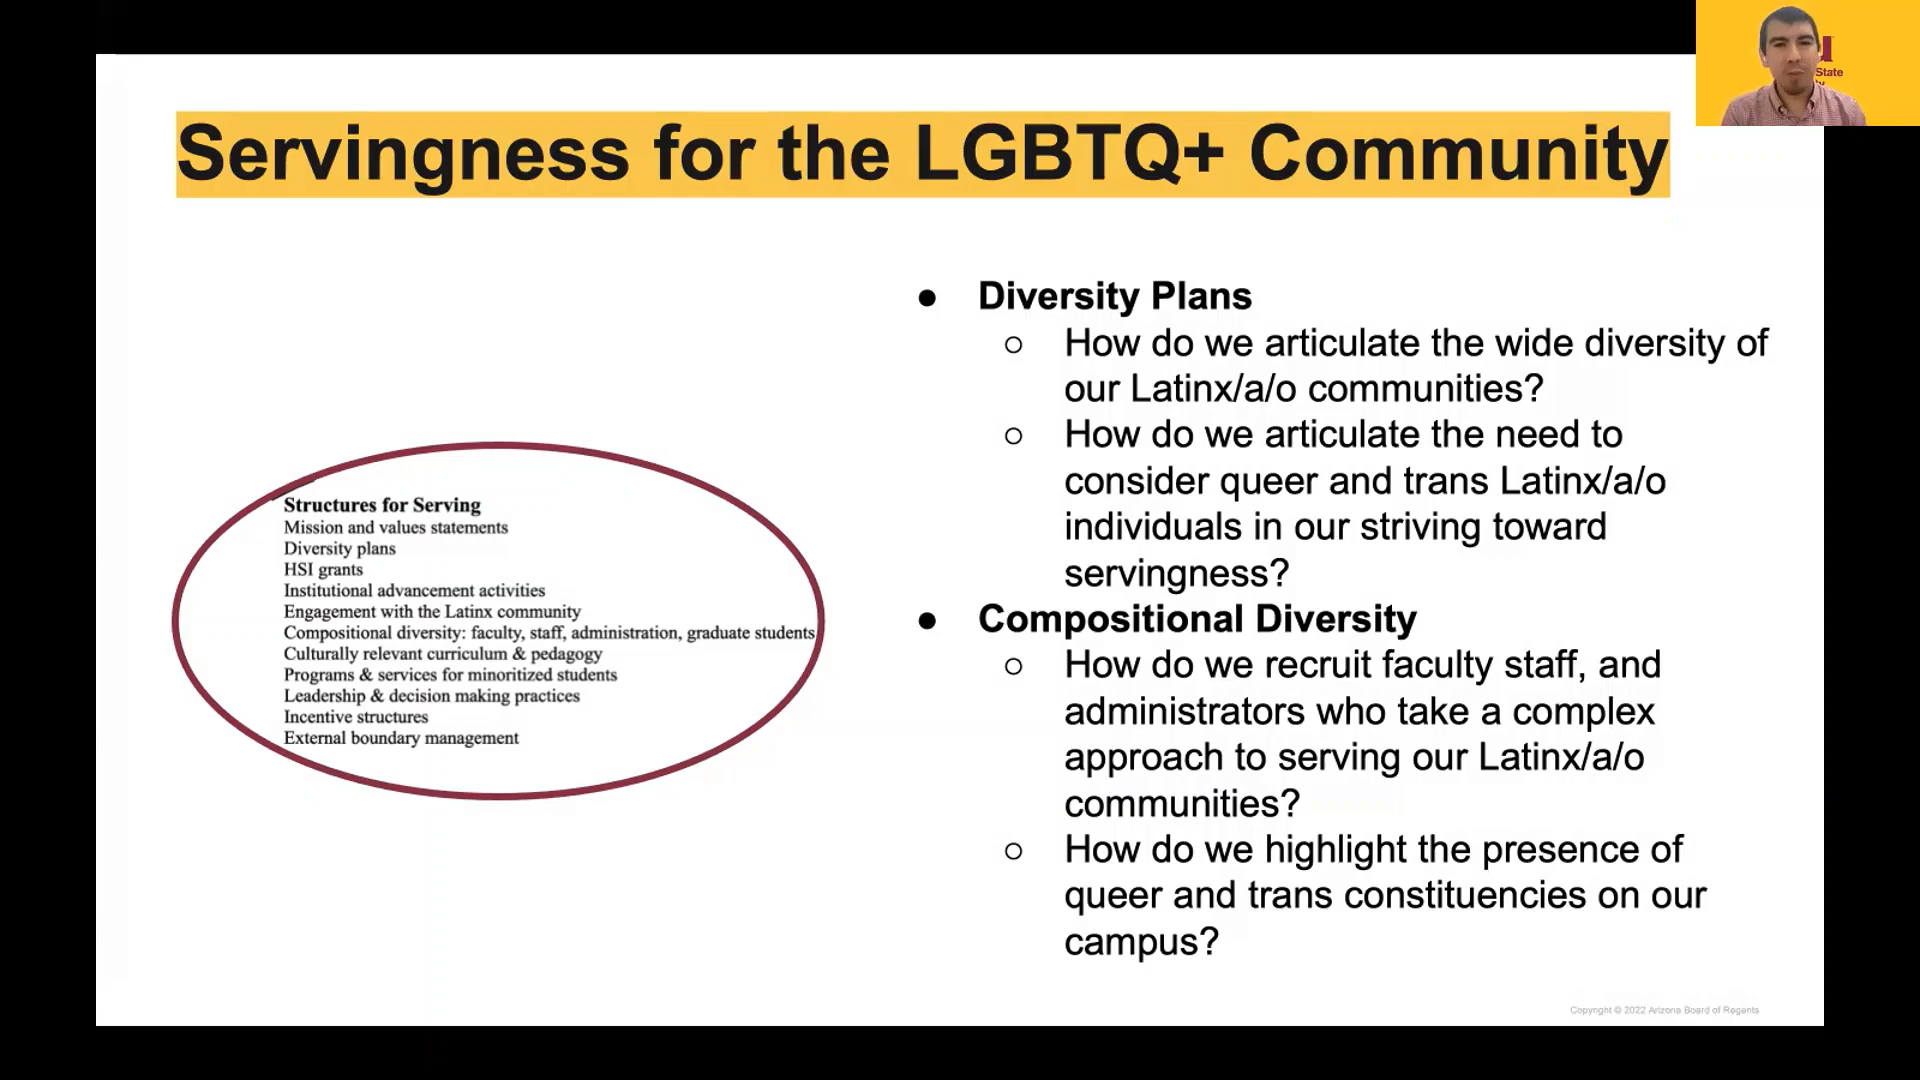 State
Servingness for the LGBTQ+ Community
Structures for Serving
Mission and values statements
Diversity plans
HSI grants
Institutional advancement activities
Engagement with the Latinx community
Compositional diversity: faculty, staff, administration, graduate students
Culturally relevant curriculum & pedagogy
Programs & services for minoritized students
Leadership & decision making practices
Incentive structures
External boundary management
● Diversity Plans
○ How do we articulate the wide diversity of
our Latinx/a/o communities?
○ How do we articulate the need to
consider queer and trans Latinx/a/o
individuals in our striving toward
servingness?
● Compositional Diversity
○ How do we recruit faculty staff, and
administrators who take a complex
approach to serving our Latinx/a/o
communities?
○ How do we highlight the presence of
queer and trans constituencies on our
campus?
Copyright © 2022 Arizona Board of Regents